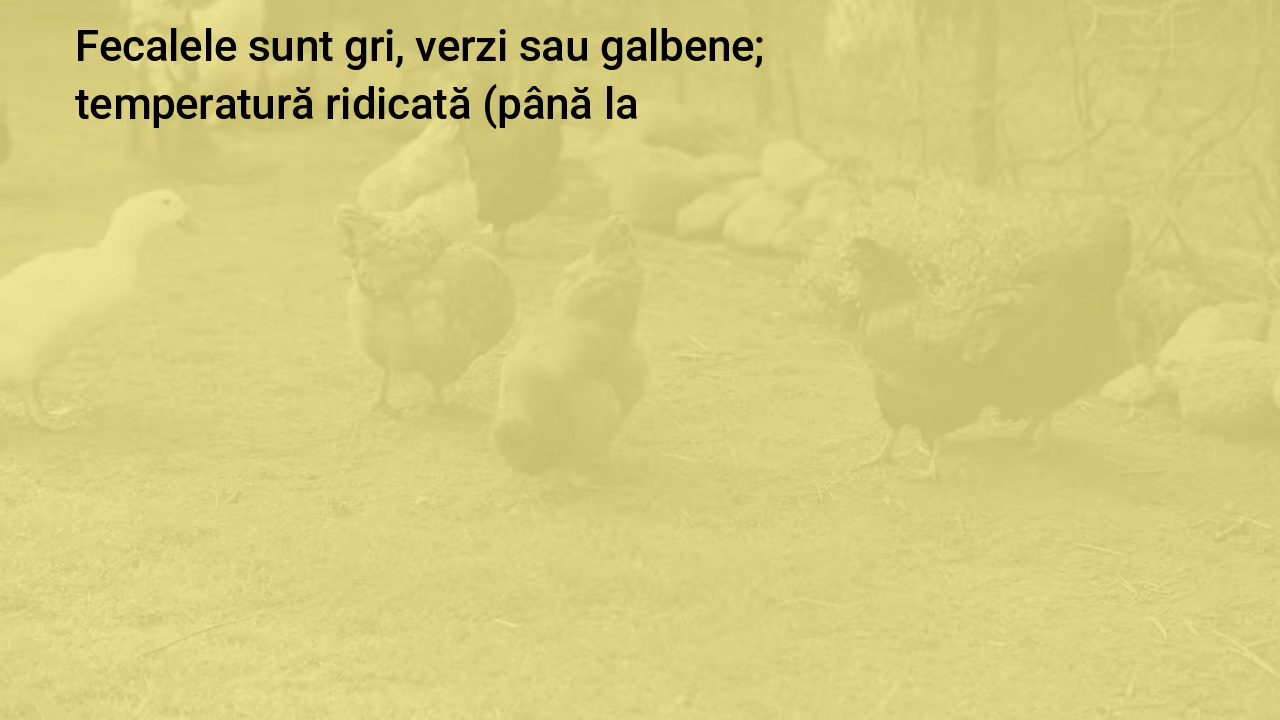 Fecalele sunt gri, verzi sau galbene;
temperatură ridicată (până la